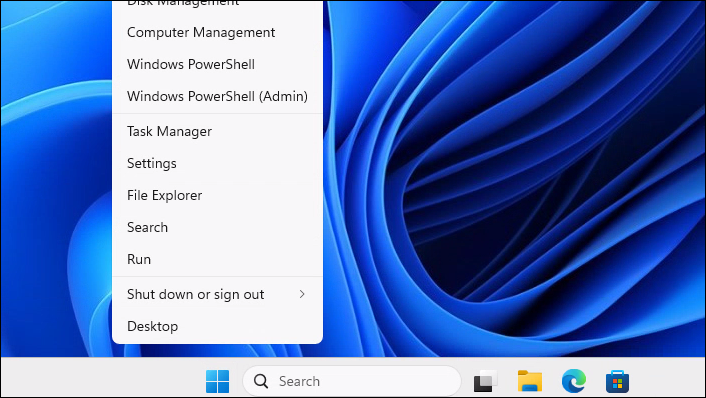 Disk Management
Computer Management
Windows PowerShell
Windows PowerShell (Admin)
Task Manager
Settings
File Explorer
Search
Run
Shut down or sign out
Desktop
Search